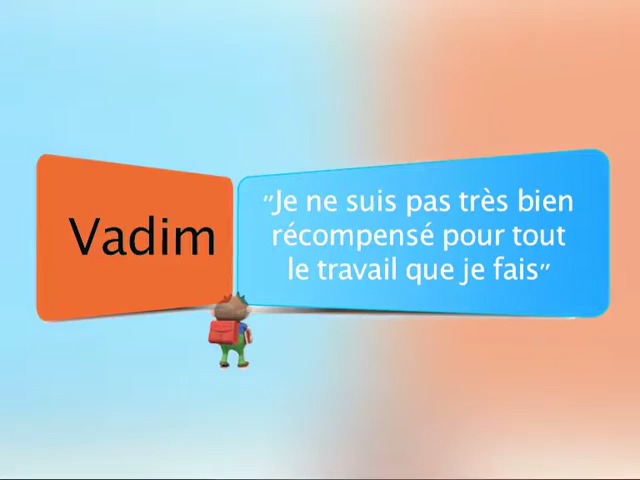 Vadim
"Je ne suis pas très bien
récompensé pour tout
le travail que je fais"